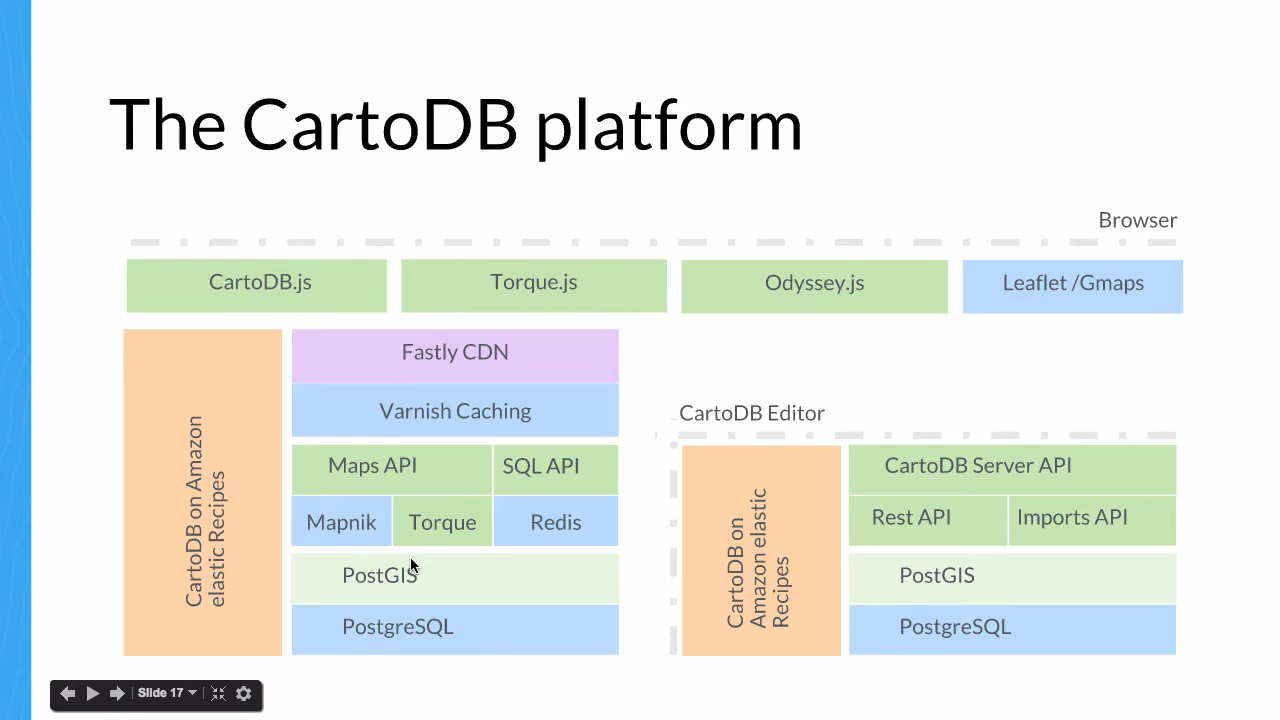 The CartoDB platform
Browser
CartoDB.js
Torque.js
Odyssey.js
Leaflet /Gmaps
CartoDB on Amazon
elastic Recipes
Fastly CDN
Varnish Caching
Maps API
SQL API
Mapnik
Torque
Redis
PostGIS
PostgreSQL
CartoDB Editor
CartoDB on
Amazon elastic
Recipes
CartoDB Server API
Rest API
Imports API
PostGIS
PostgreSQL
Slide 17